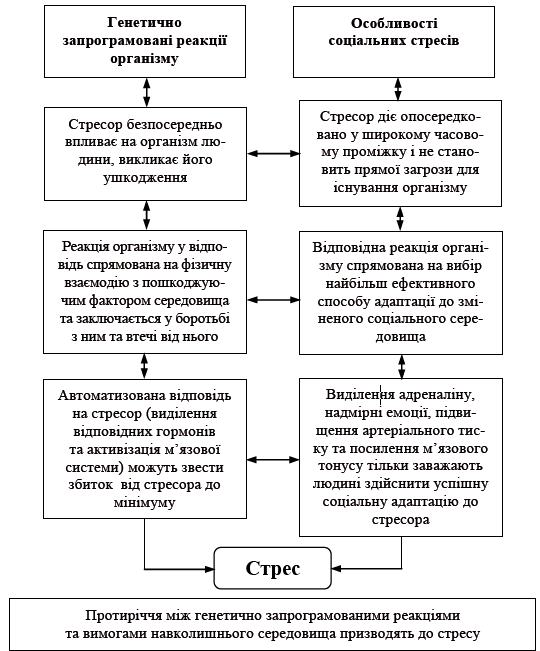 Генетично
запрограмовані реакції
організму
Особливості
соціальних стресів
Стресор безпосередньо
впливає на організм лю-
дини, викликає його
ушкодження
Стресор діє опосередко-
вано у широкому часово-
му проміжку і не стано-
вить прямої загрози для
існування організму
Реакція організму у відпо-
відь спрямована на фізичну
взаємодію з пошкоджую-
чим фактором середовища
та заключається у боротьбі
з ним та втечі від нього
Відповідна реакція органі-
зму спрямована на вибір
найбільш ефективного
способу адаптації до змі-
неного соціального сере-
довища
Автоматизована відповідь
на стресор (виділення
відповідних гормонів
та активізація м’язової
системи) можуть звести
збиток від стресора до
мінімуму
Виділення адреналіну,
надмірні емоції, підви-
щення артеріального тис-
ку та посилення м’язового
тонусу тільки заважають
людині здійснити успішну
соціальну адаптацію до
стресора
Стрес
Протиріччя між генетично запрограмованими реакціями
та вимогами навколишнього середовища призводять до стресу